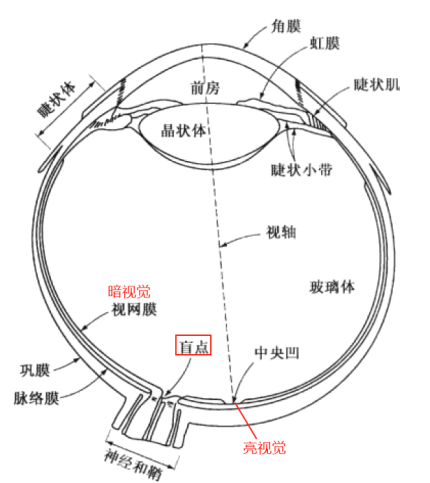 角膜
虹膜
前房
睫状肌
睫状体
晶状体
睫状小带
视轴
玻璃体
暗视觉
视网膜
盲点
中央凹
巩膜
脉络膜
亮视觉
神经和鞘